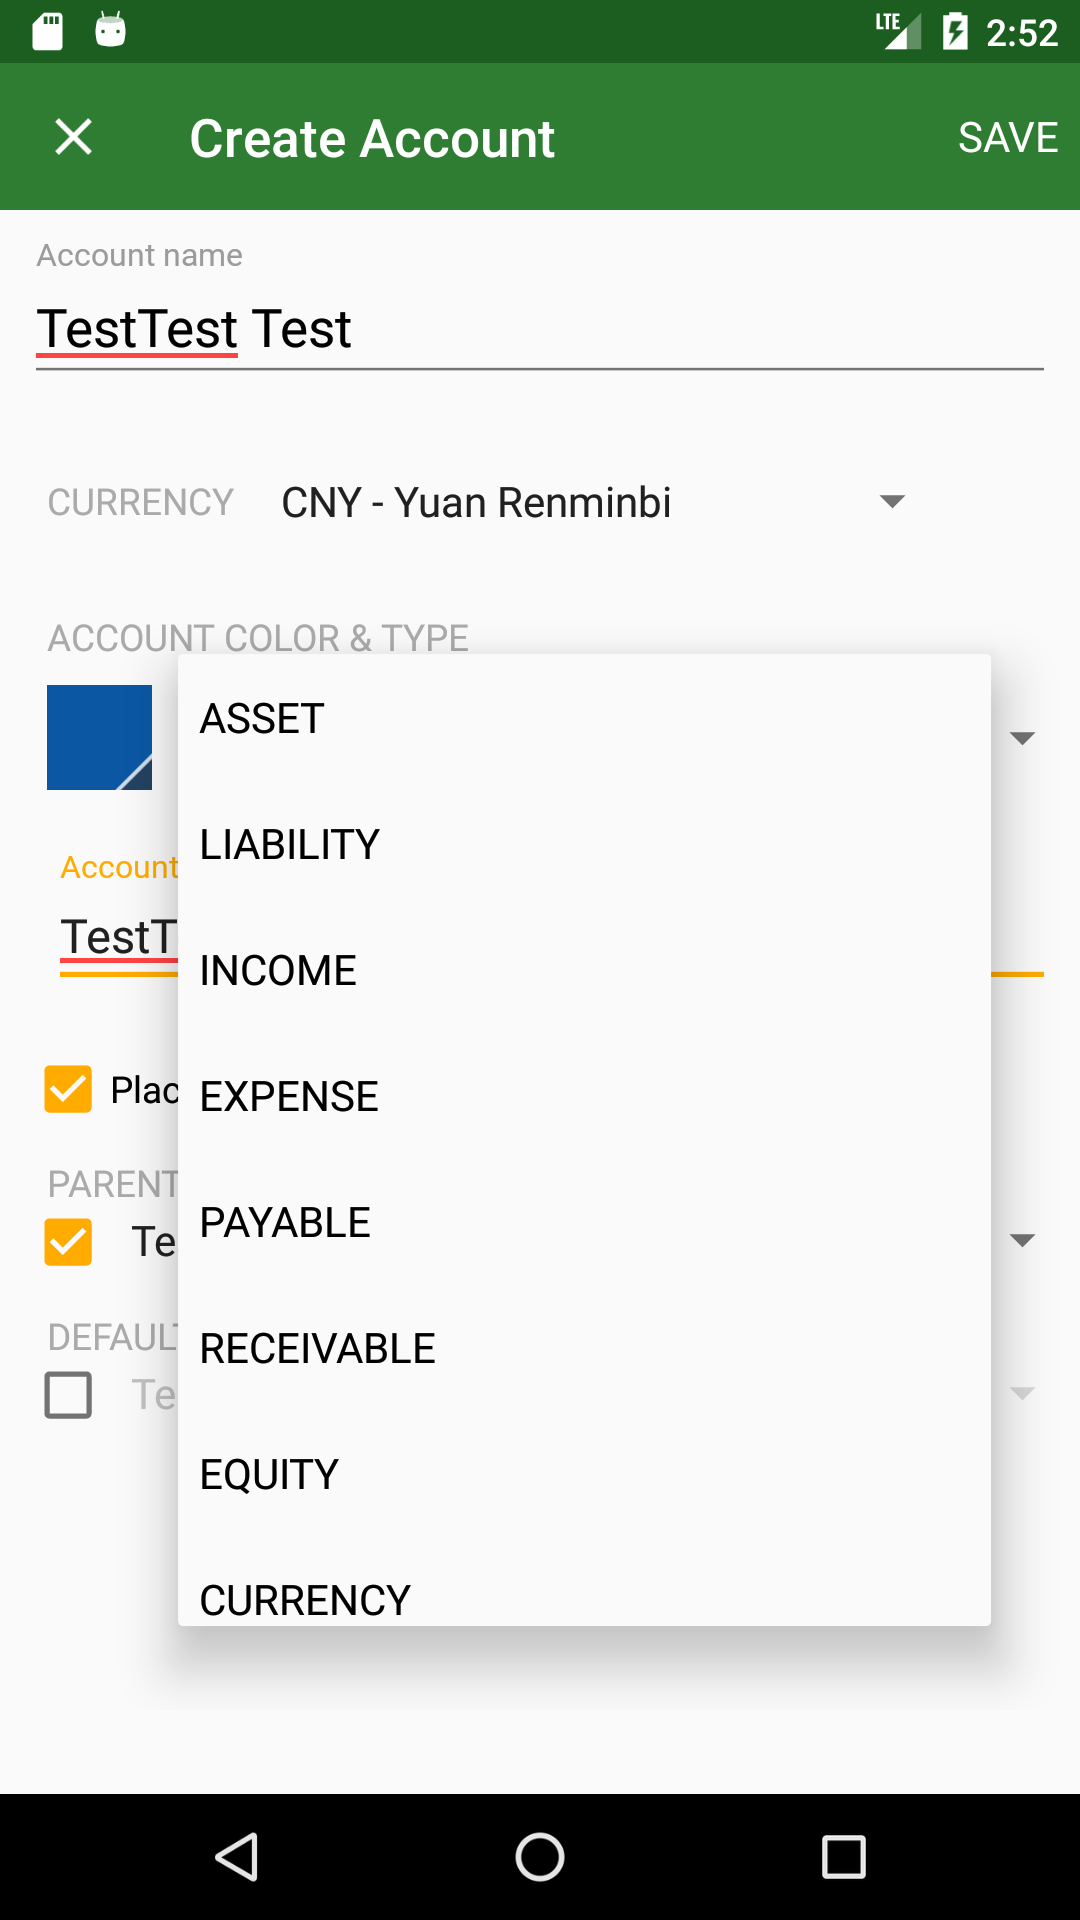 LTE 2:52
Create Account SAVE
Account name
TestTest Test
CURRENCY CNY - Yuan Renminbi
ACCOUNT COLOR & TYPE
ASSET
LIABILITY
Account
INCOME
TestT
EXPENSE
Plac
PARENT
PAYABLE
Te
DEFAULT
RECEIVABLE
Te
EQUITY
CURRENCY